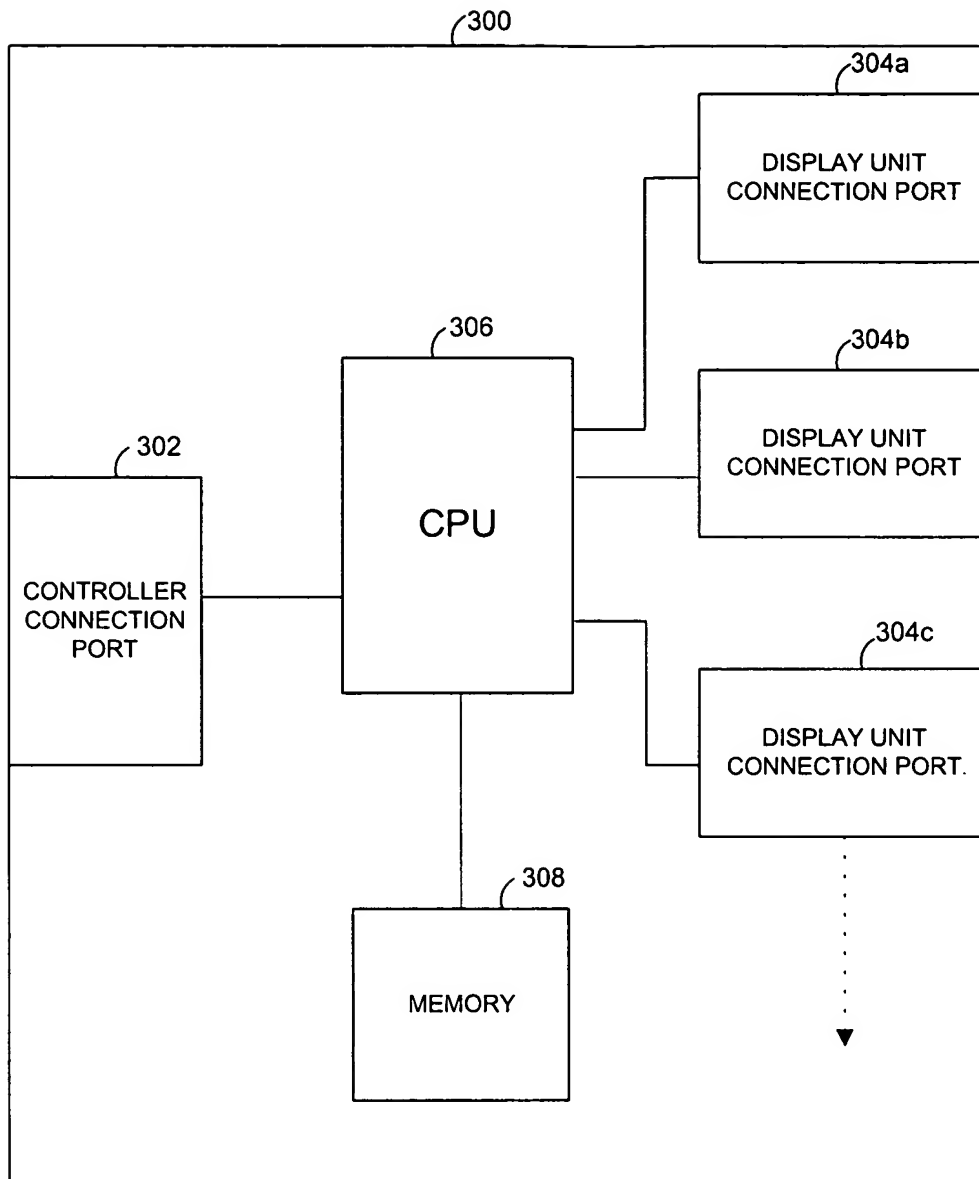 300
304a
DISPLAY UNIT
CONNECTION PORT
306
304b
302
DISPLAY UNIT
CONNECTION PORT
CPU
CONTROLLER
CONNECTION
PORT
304c
DISPLAY UNIT
CONNECTION PORT.
308
MEMORY